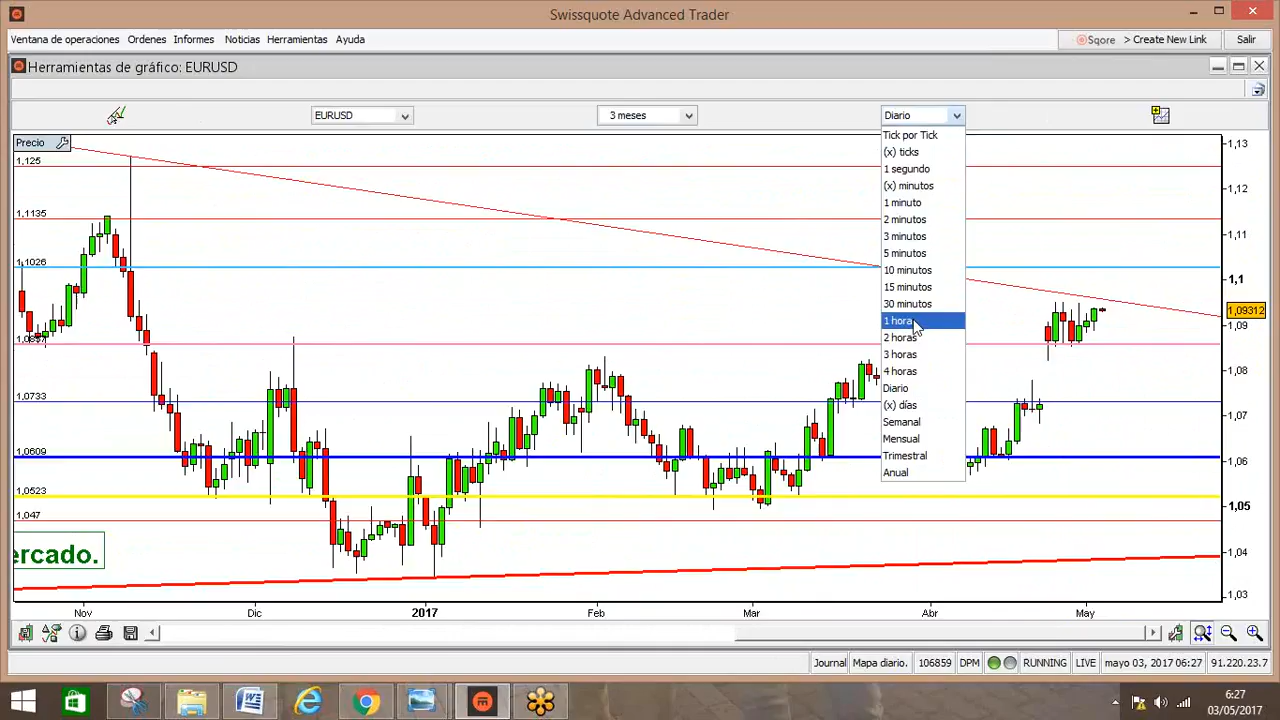 Swissquote Advanced Trader
Ventana de operaciones Ordenes Informes Noticias Herramientas Ayuda Sqore > Create New Link Salir
Herramientas de gráfico: EURUSD
EURUSD 3 meses Diario
Precio
Tick por Tick
(x) ticks
1 segundo
(x) minutos
1 minuto
2 minutos
3 minutos
5 minutos
10 minutos
15 minutos
30 minutos
1 hora
2 horas
3 horas
4 horas
Diario
(x) días
Semanal
Mensual
Trimestral
Anual
1,125
1,1135
1,1026
1,0857
1,0733
1,0609
1,0523
1,047
ercado.
1,13
1,12
1,11
1,1
1,09312
1,09
1,08
1,07
1,06
1,05
1,04
1,03
Nov Dic 2017 Feb Mar Abr May
Journal Mapa diario. 106859 DPM RUNNING LIVE mayo 03, 2017 06:27 91.220.23.7
6:27
03/05/2017